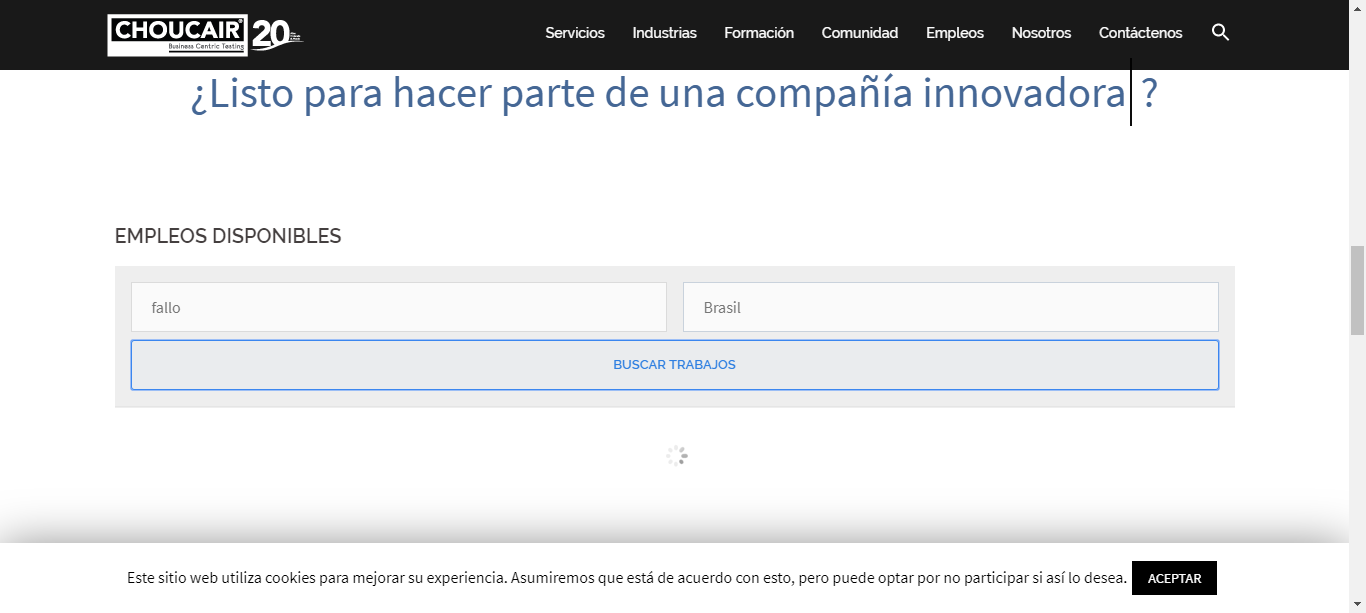 CHOUCAIR®
Business Centric Testing
20
Servicios Industrias Formación Comunidad Empleos Nosotros Contáctenos
¿Listo para hacer parte de una compañía innovadora ?
EMPLEOS DISPONIBLES
fallo
Brasil
BUSCAR TRABAJOS
Este sitio web utiliza cookies para mejorar su experiencia. Asumiremos que está de acuerdo con esto, pero puede optar por no participar si así lo desea. ACEPTAR